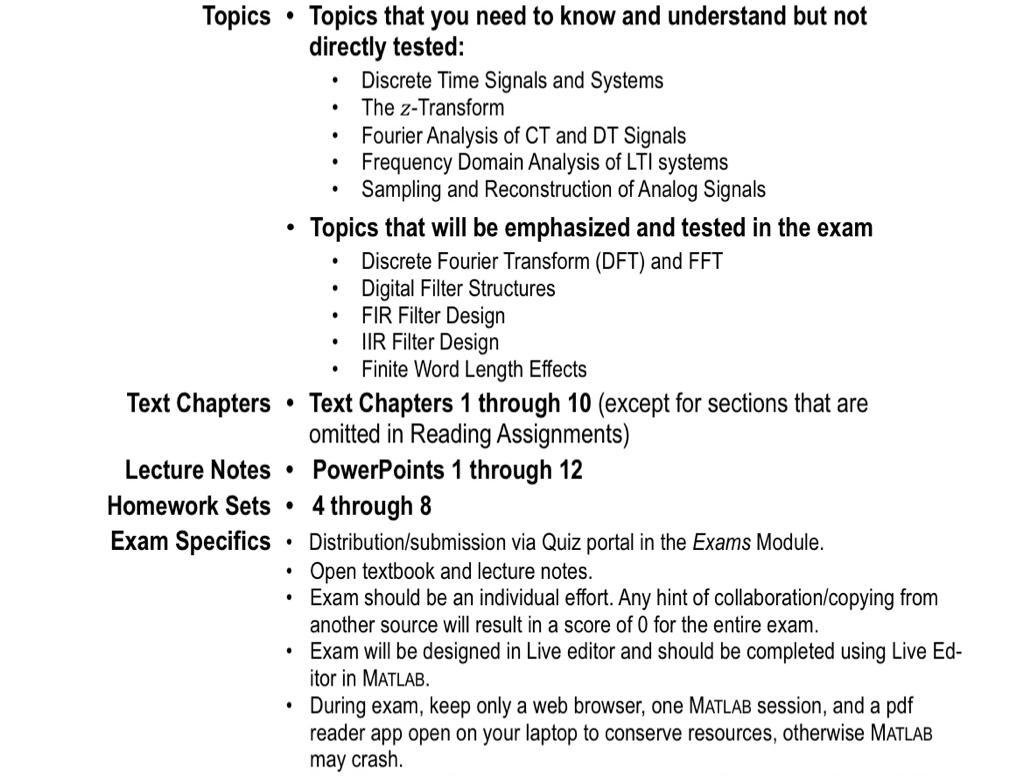 Topics • Topics that you need to know and understand but not
directly tested:
• Discrete Time Signals and Systems
• The z-Transform
• Fourier Analysis of CT and DT Signals
• Frequency Domain Analysis of LTI systems
• Sampling and Reconstruction of Analog Signals
• Topics that will be emphasized and tested in the exam
• Discrete Fourier Transform (DFT) and FFT
• Digital Filter Structures
• FIR Filter Design
• IIR Filter Design
• Finite Word Length Effects
Text Chapters • Text Chapters 1 through 10 (except for sections that are
omitted in Reading Assignments)
Lecture Notes • PowerPoints 1 through 12
Homework Sets • 4 through 8
Exam Specifics • Distribution/submission via Quiz portal in the Exams Module.
• Open textbook and lecture notes.
• Exam should be an individual effort. Any hint of collaboration/copying from
another source will result in a score of 0 for the entire exam.
• Exam will be designed in Live editor and should be completed using Live Ed-
itor in MATLAB.
• During exam, keep only a web browser, one MATLAB session, and a pdf
reader app open on your laptop to conserve resources, otherwise MATLAB
may crash.